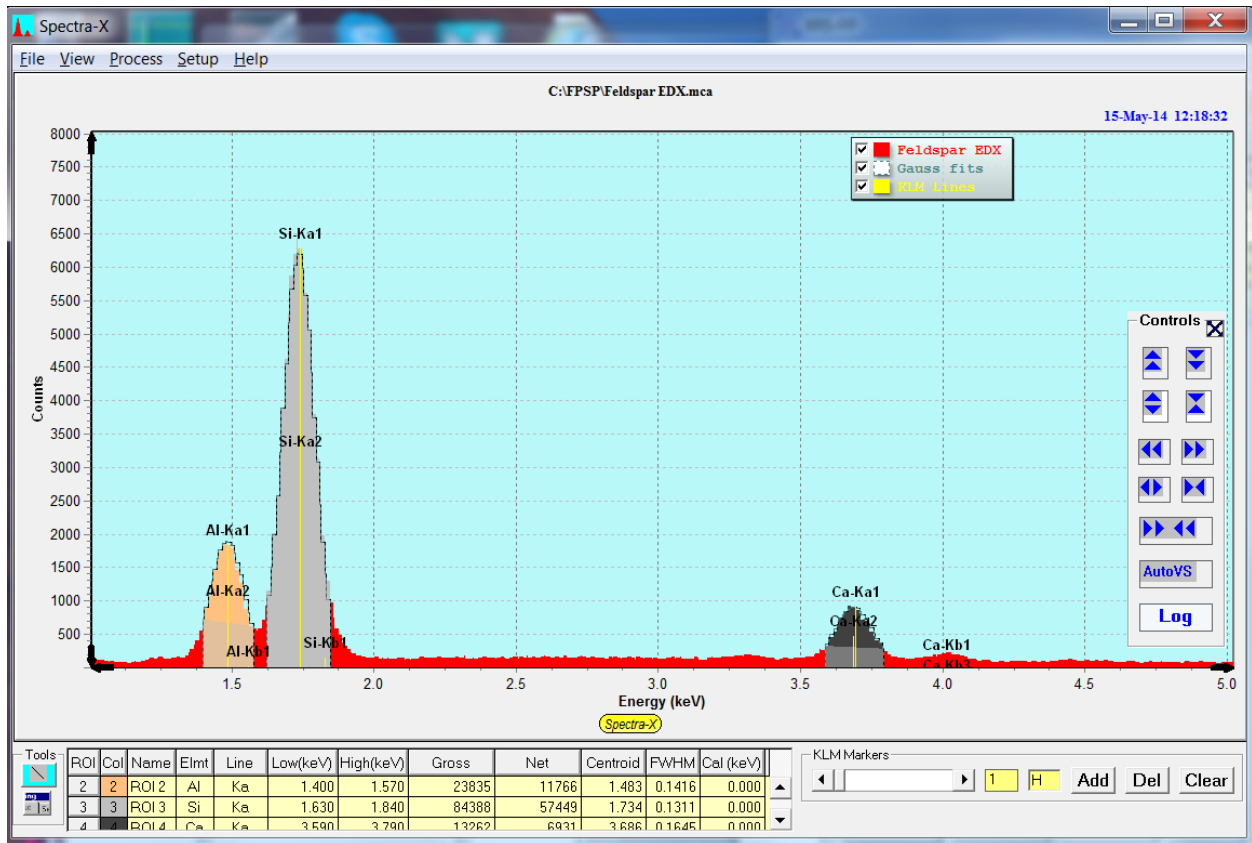 Spectra-X
File View Process Setup Help
C:\FPSP\Feldspar EDX.mca
15-May-14 12:18:32
8000
7500
7000
6500
6000
5500
5000
4500
4000
3500
3000
2500
2000
1500
1000
500
Counts
Feldspar EDX
Gauss fits
KLM Lines
Si-Ka1
Si-Ka2
Al-Ka1
Al-Ka2
Al-Kb1
Si-Kb1
Ca-Ka1
Ca-Ka2
Ca-Kb1
Ca-Kb3
Controls
AutoVS
Log
1.5 2.0 2.5 3.0 3.5 4.0 4.5 5.0
Energy (keV)
Spectra-X
Tools
ROI Col Name Elmt Line Low(keV) High(keV) Gross Net Centroid FWHM Cal (keV)
2 2 ROI 2 Al Ka 1.400 1.570 23835 11766 1.483 0.1416 0.000
3 3 ROI 3 Si Ka 1.630 1.840 84388 57449 1.734 0.1311 0.000
4 4 ROI 4 Ca Ka 3.590 3.790 13262 6931 3.686 0.1645 0.000
KLM Markers
1 H Add Del Clear